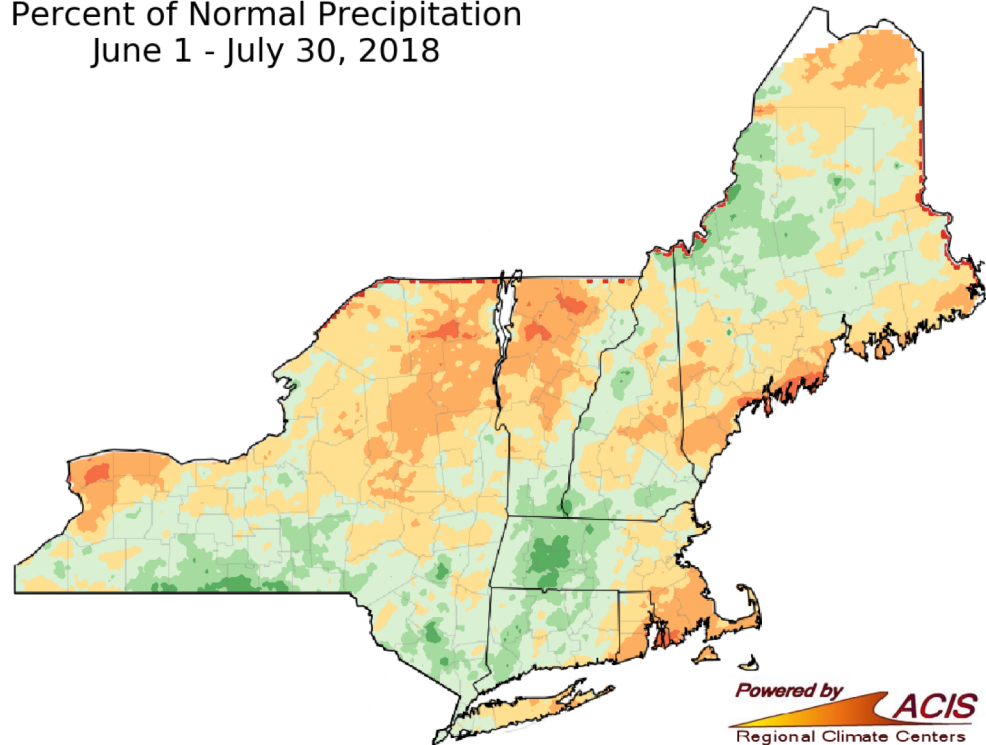 Percent of Normal Precipitation
June 1 - July 30, 2018
Powered by
ACIS
Regional Climate Centers